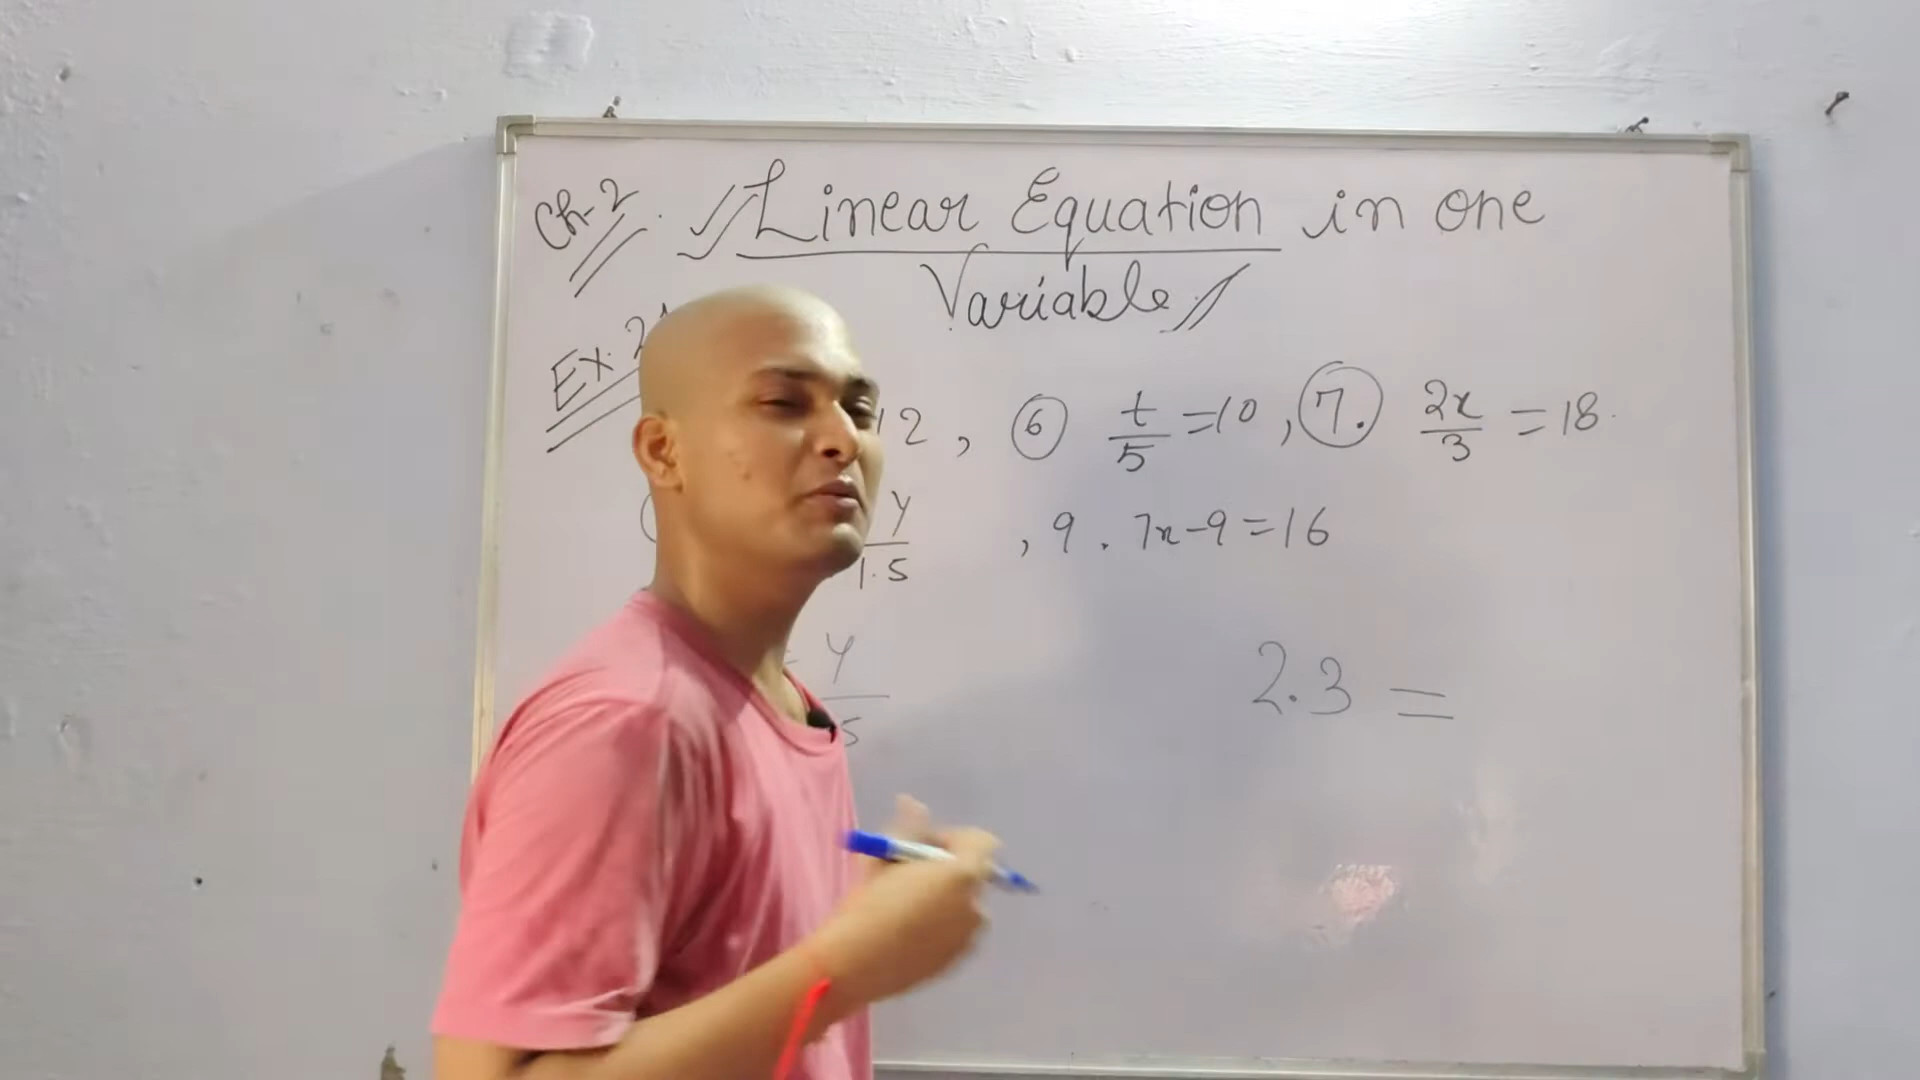 Ch-2. Linear Equation in one
Variable
Ex. 2
12, 6 t/5 =10, 7. 2x/3 =18.
y/1.5, 9. 7x-9=16
= y/5
2.3 =